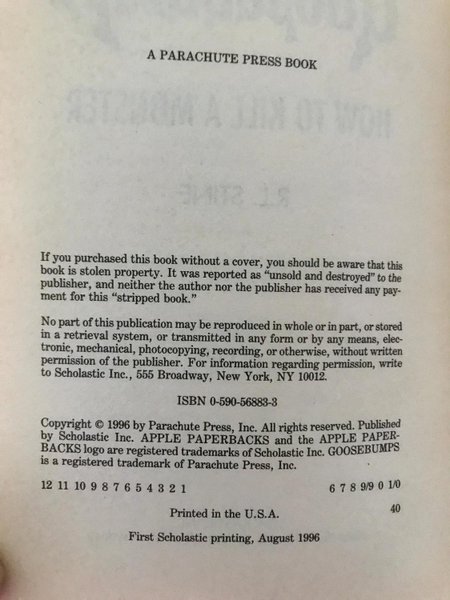 A PARACHUTE PRESS BOOK
If you purchased this book without a cover, you should be aware that this
book is stolen property. It was reported as “unsold and destroyed” to the
publisher, and neither the author nor the publisher has received any pay-
ment for this “stripped book.”
No part of this publication may be reproduced in whole or in part, or stored
in a retrieval system, or transmitted in any form or by any means, elec-
tronic, mechanical, photocopying, recording, or otherwise, without written
permission of the publisher. For information regarding permission, write
to Scholastic Inc., 555 Broadway, New York, NY 10012.
ISBN 0-590-56883-3
Copyright © 1996 by Parachute Press, Inc. All rights reserved. Published
by Scholastic Inc. APPLE PAPERBACKS and the APPLE PAPER-
BACKS logo are registered trademarks of Scholastic Inc. GOOSEBUMPS
is a registered trademark of Parachute Press, Inc.
12 11 10 9 8 7 6 5 4 3 2 1 6 7 8 9/9 0 1/0
Printed in the U.S.A. 40
First Scholastic printing, August 1996